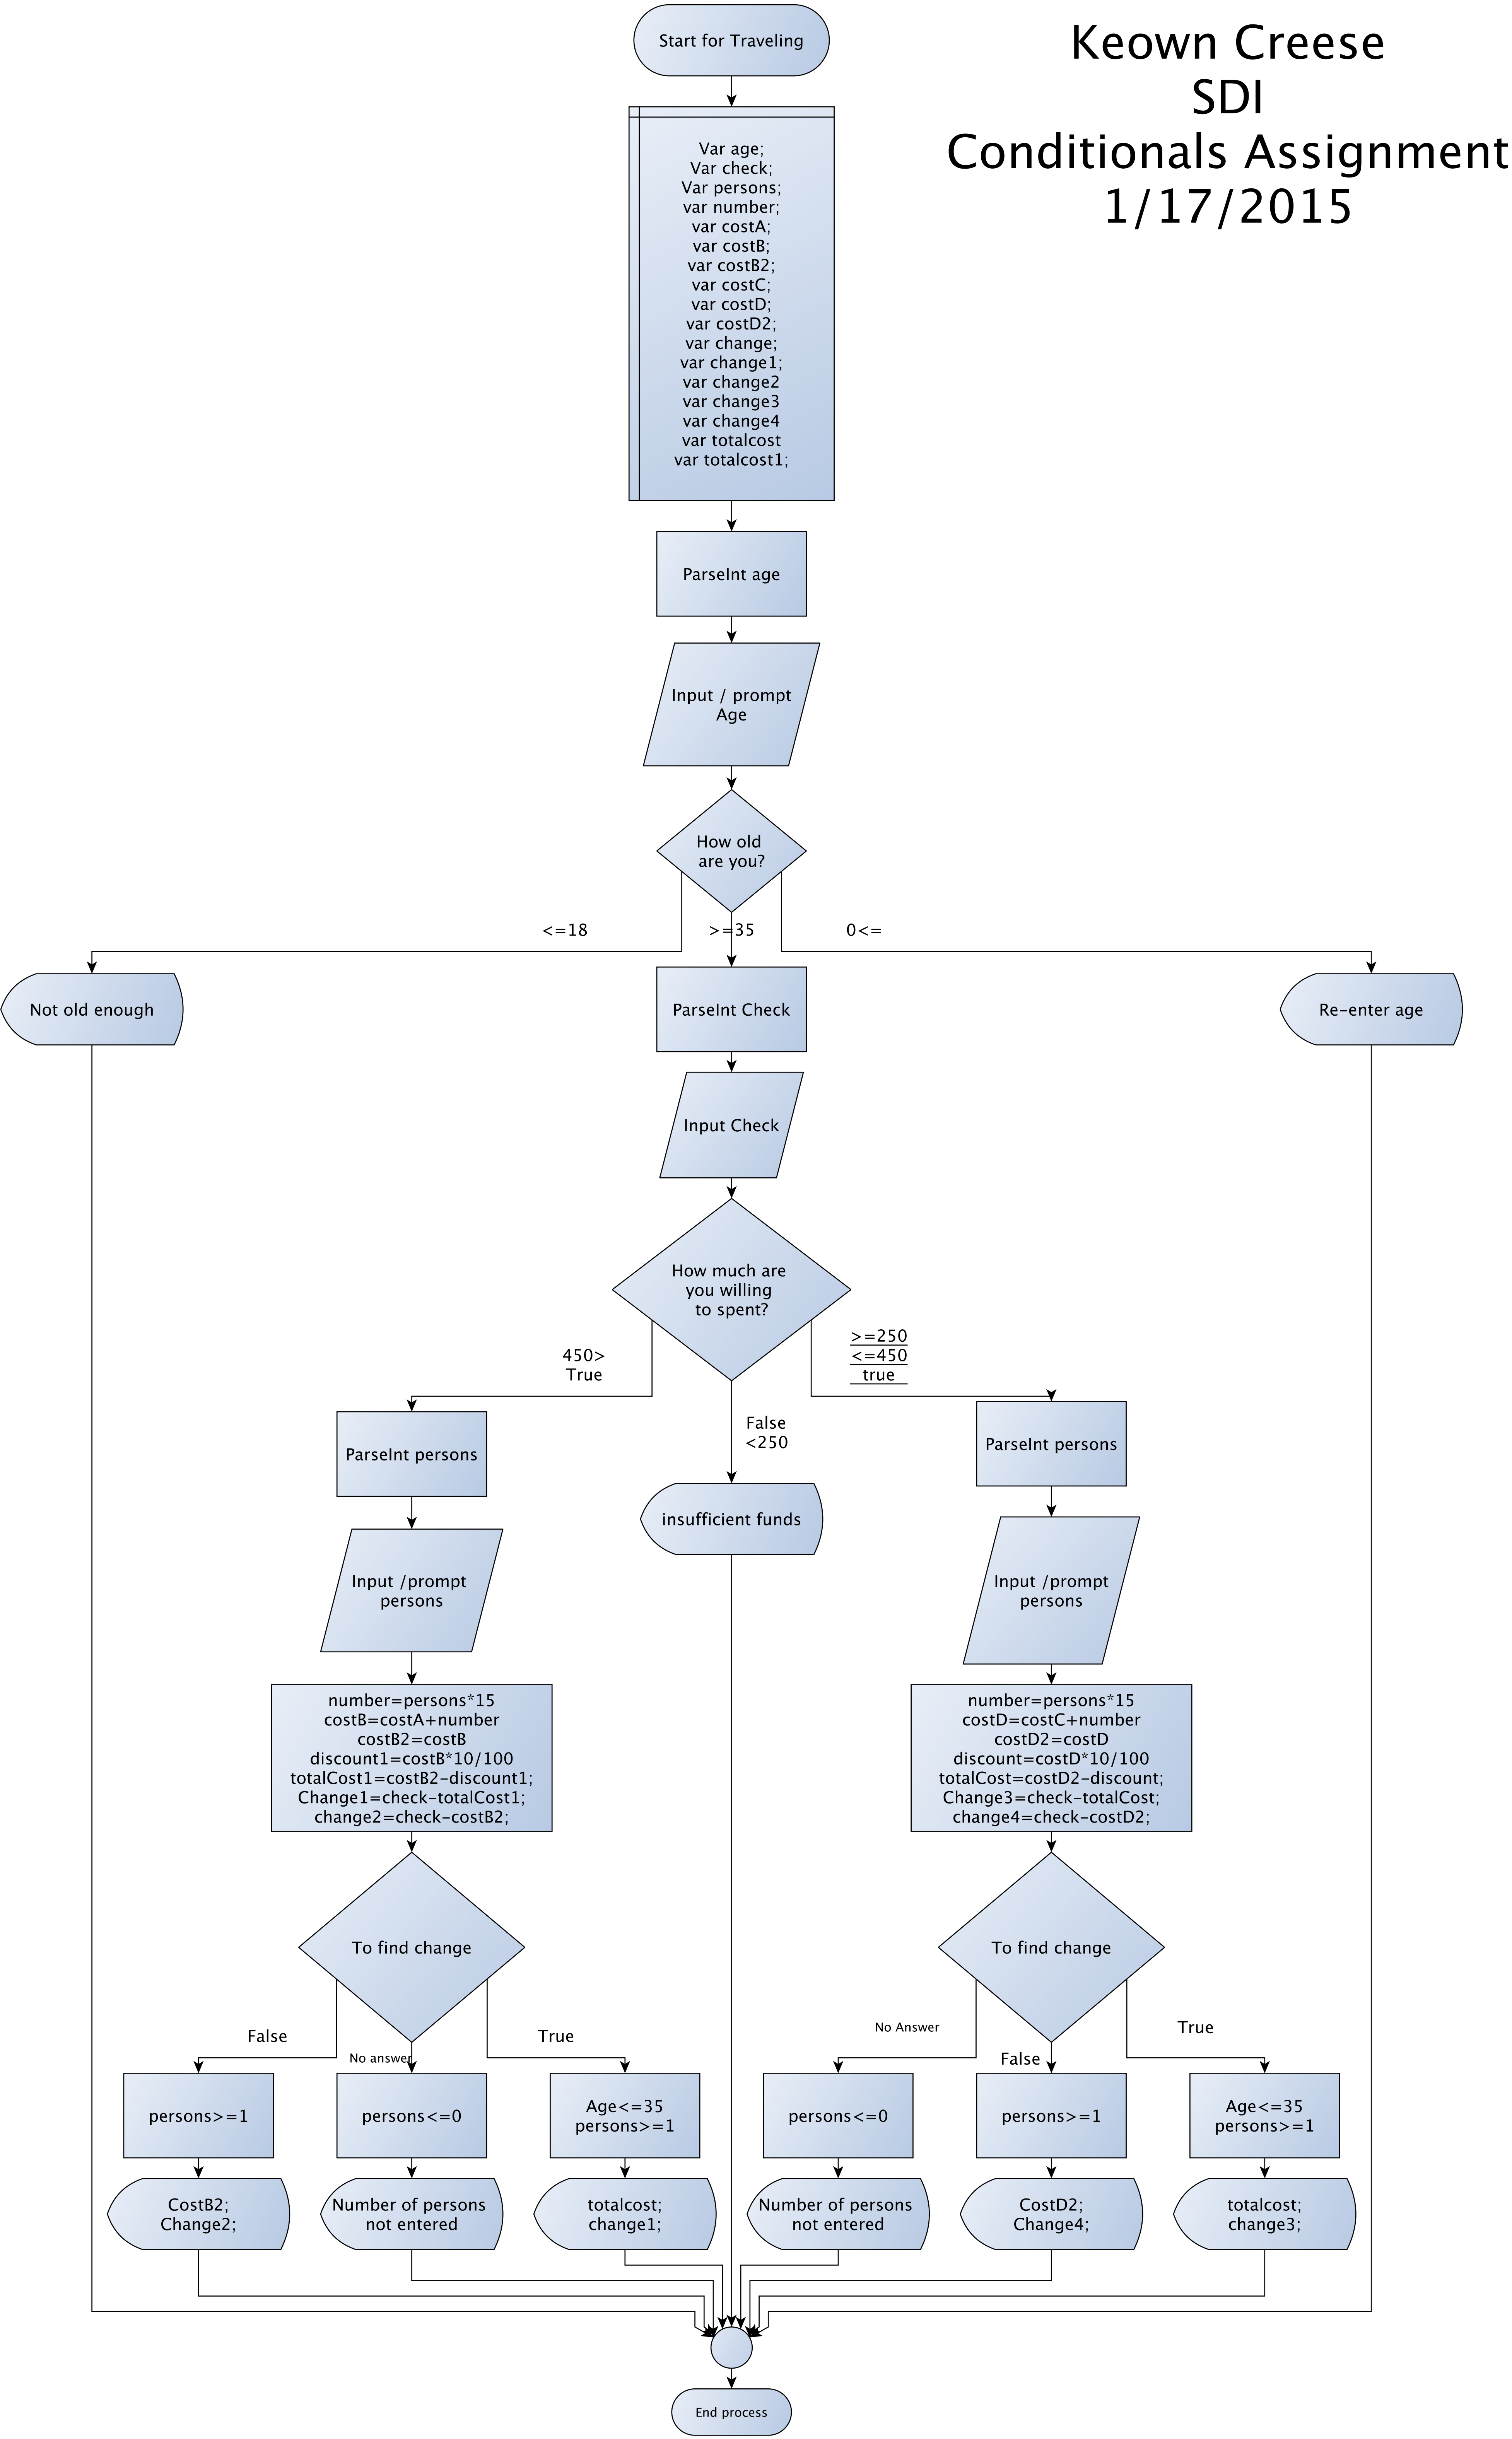 Start for Traveling
Keown Creese
SDI
Conditionals Assignment
1/17/2015
Var age;
Var check;
Var persons;
var number;
var costA;
var costB;
var costB2;
var costC;
var costD;
var costD2;
var change;
var change1;
var change2
var change3
var change4
var totalcost
var totalcost1;
ParseInt age
Input / prompt
Age
How old
are you?
<=18
>=35
0<=
Not old enough
ParseInt Check
Re-enter age
Input Check
How much are
you willing
to spent?
450>
True
>=250
<=450
true
False
<250
ParseInt persons
insufficient funds
ParseInt persons
Input /prompt
persons
Input /prompt
persons
number=persons*15
costB=costA+number
costB2=costB
discount1=costB*10/100
totalCost1=costB2-discount1;
Change1=check-totalCost1;
change2=check-costB2;
number=persons*15
costD=costC+number
costD2=costD
discount=costD*10/100
totalCost=costD2-discount;
Change3=check-totalCost;
change4=check-costD2;
To find change
To find change
False
No answer
True
No Answer
False
True
persons>=1
persons<=0
Age<=35
persons>=1
persons<=0
persons>=1
Age<=35
persons>=1
CostB2;
Change2;
Number of persons
not entered
totalcost;
change1;
Number of persons
not entered
CostD2;
Change4;
totalcost;
change3;
End process